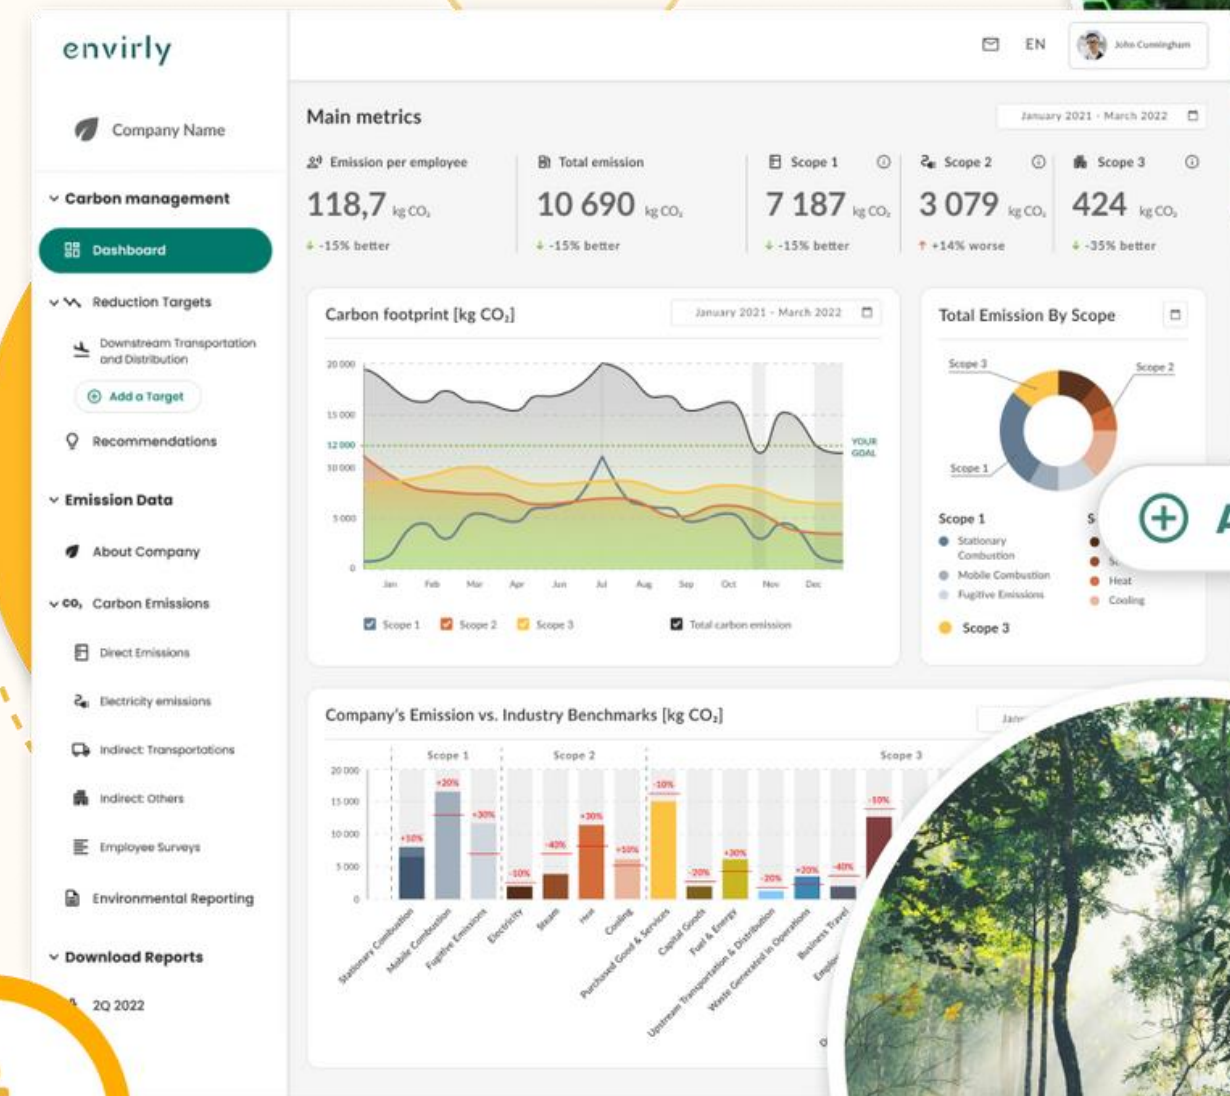 envirly
EN
John Cunningham
Company Name
Carbon management
Dashboard
Reduction Targets
Downstream Transportation
and Distribution
Add a Target
Recommendations
Emission Data
About Company
CO₂ Carbon Emissions
Direct Emissions
Electricity emissions
Indirect: Transportations
Indirect: Others
Employee Surveys
Environmental Reporting
Download Reports
2Q 2022
Main metrics
January 2021 - March 2022
Emission per employee
118,7 kg CO₂
-15% better
Total emission
10 690 kg CO₂
-15% better
Scope 1
7 187 kg CO₂
-15% better
Scope 2
3 079 kg CO₂
+14% worse
Scope 3
424 kg CO₂
-35% better
Carbon footprint [kg CO₂]
January 2021 - March 2022
20 000
15 000
12 000
10 000
5 000
0
YOUR
GOAL
Jan Feb Mar Apr Jun Jul Aug Sep Oct Nov Dec
Scope 1 Scope 2 Scope 3 Total carbon emission
Total Emission By Scope
Scope 3
Scope 2
Scope 1
Scope 1
Stationary
Combustion
Mobile Combustion
Fugitive Emissions
Heat
Cooling
Scope 3
A
Company's Emission vs. Industry Benchmarks [kg CO₂]
Scope 1 Scope 2 Scope 3
20 000
15 000
10 000
5 000
0
+10% +20% +30% -10% -40% +30% +10% -10% -20% +30% -20% +20% -40% -10%
Stationary Combustion
Mobile Combustion
Fugitive Emissions
Electricity
Steam
Heat
Cooling
Purchased Good & Services
Capital Goods
Fuel & Energy
Upstream Transportation & Distribution
Waste Generated in Operations
Business Travel